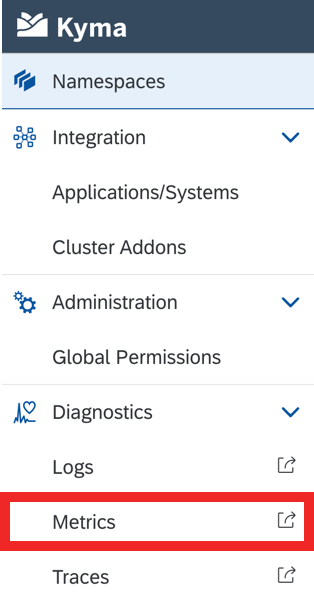 Kyma
Namespaces
Integration
Applications/Systems
Cluster Addons
Administration
Global Permissions
Diagnostics
Logs
Metrics
Traces